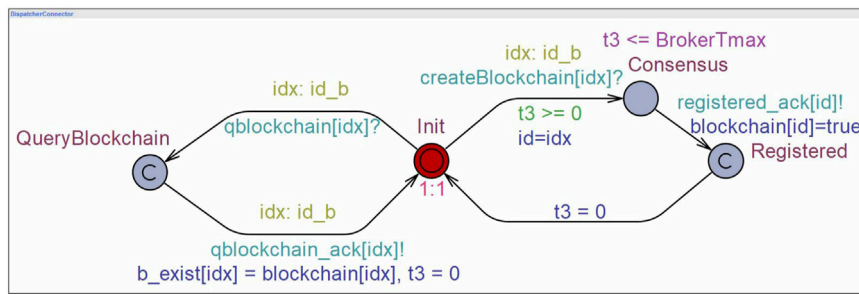 DispatcherConnector
t3 <= BrokerTmax
idx: id_b
Consensus
createBlockchain[idx]?
idx: id_b
registered_ack[id]!
t3 >= 0
qblockchain[idx]?
Init
blockchain[id]=true
QueryBlockchain
id=idx
C
C
Registered
1:1
idx: id_b
t3 = 0
qblockchain_ack[idx]!
b_exist[idx] = blockchain[idx], t3 = 0